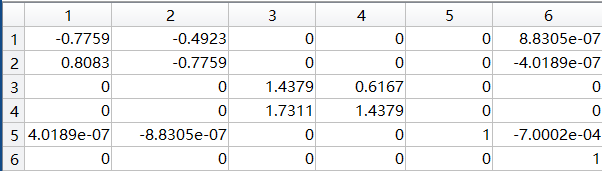 1 2 3 4 5 6
1 -0.7759 -0.4923 0 0 0 8.8305e-07
2 0.8083 -0.7759 0 0 0 -4.0189e-07
3 0 0 1.4379 0.6167 0 0
4 0 0 1.7311 1.4379 0 0
5 4.0189e-07 -8.8305e-07 0 0 1 -7.0002e-04
6 0 0 0 0 0 1